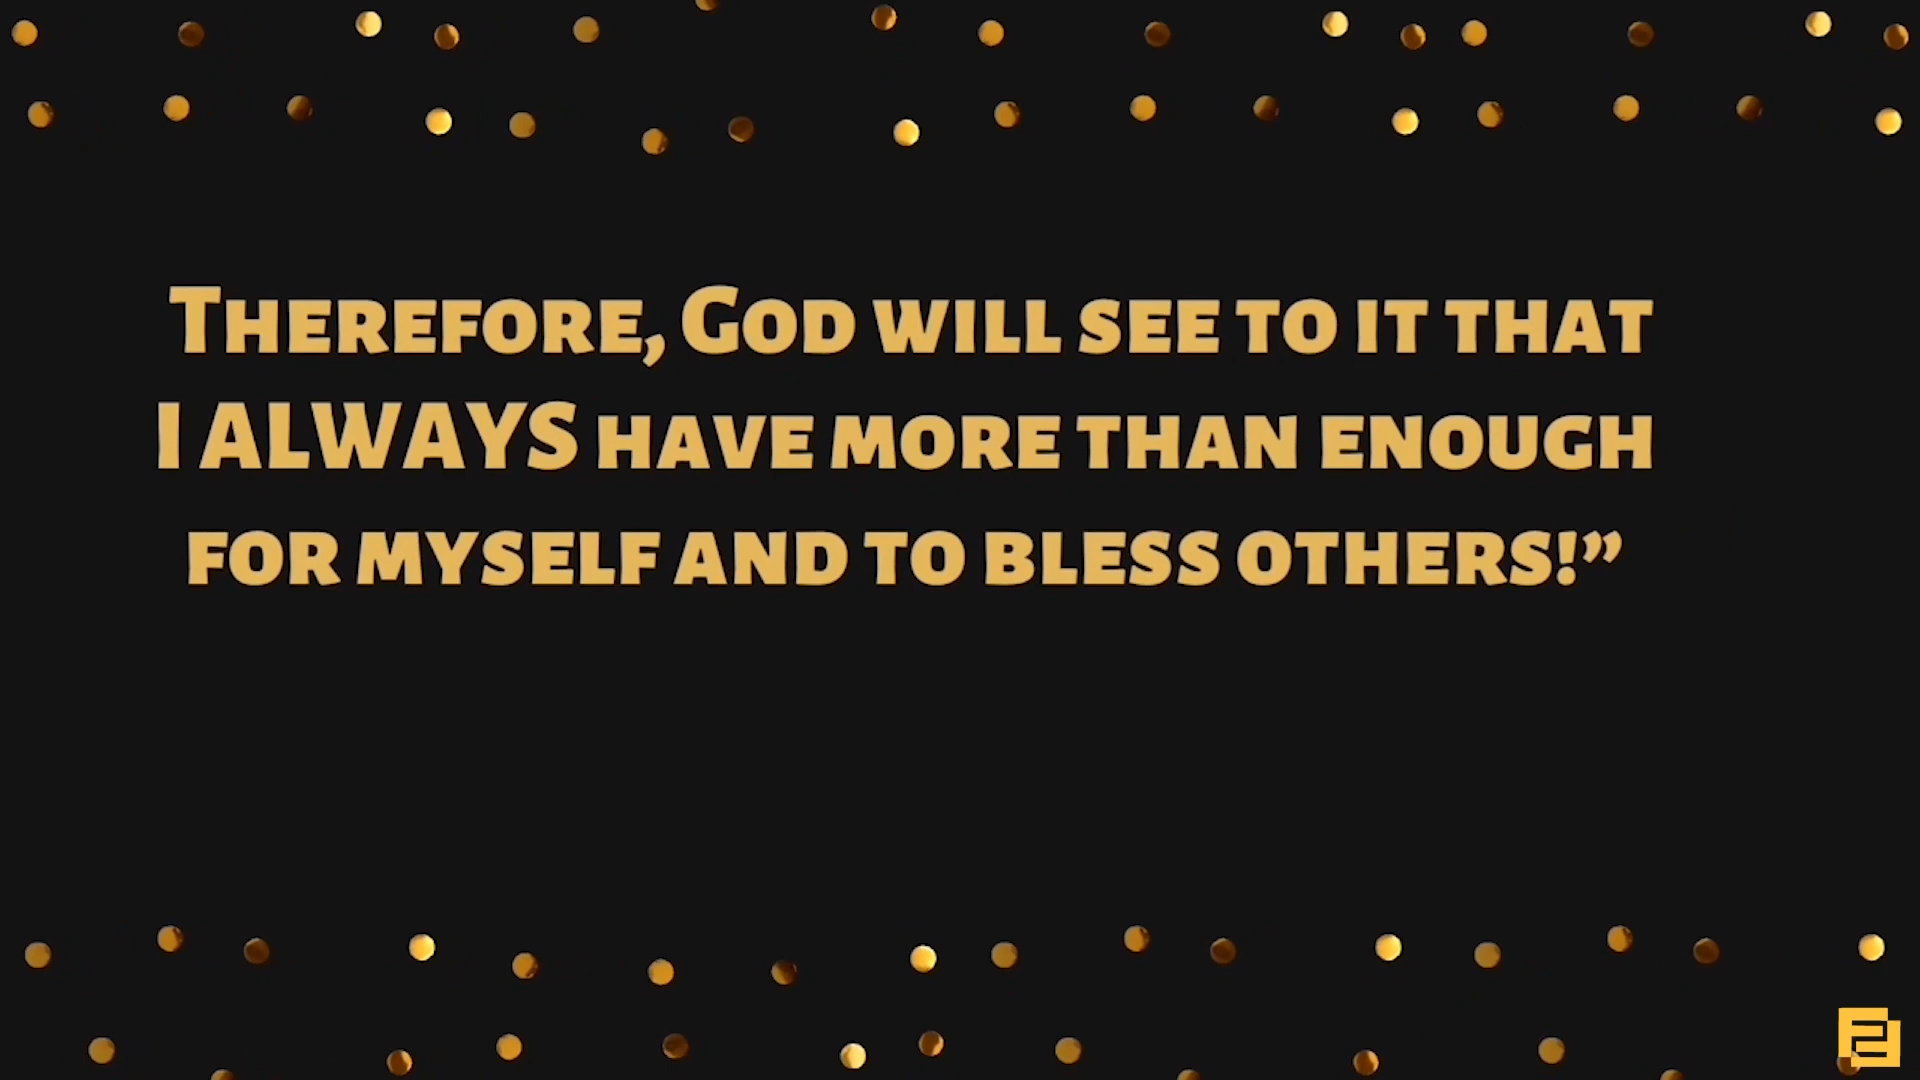 Therefore, God will see to it that
I ALWAYS have more than enough
for myself and to bless others!”